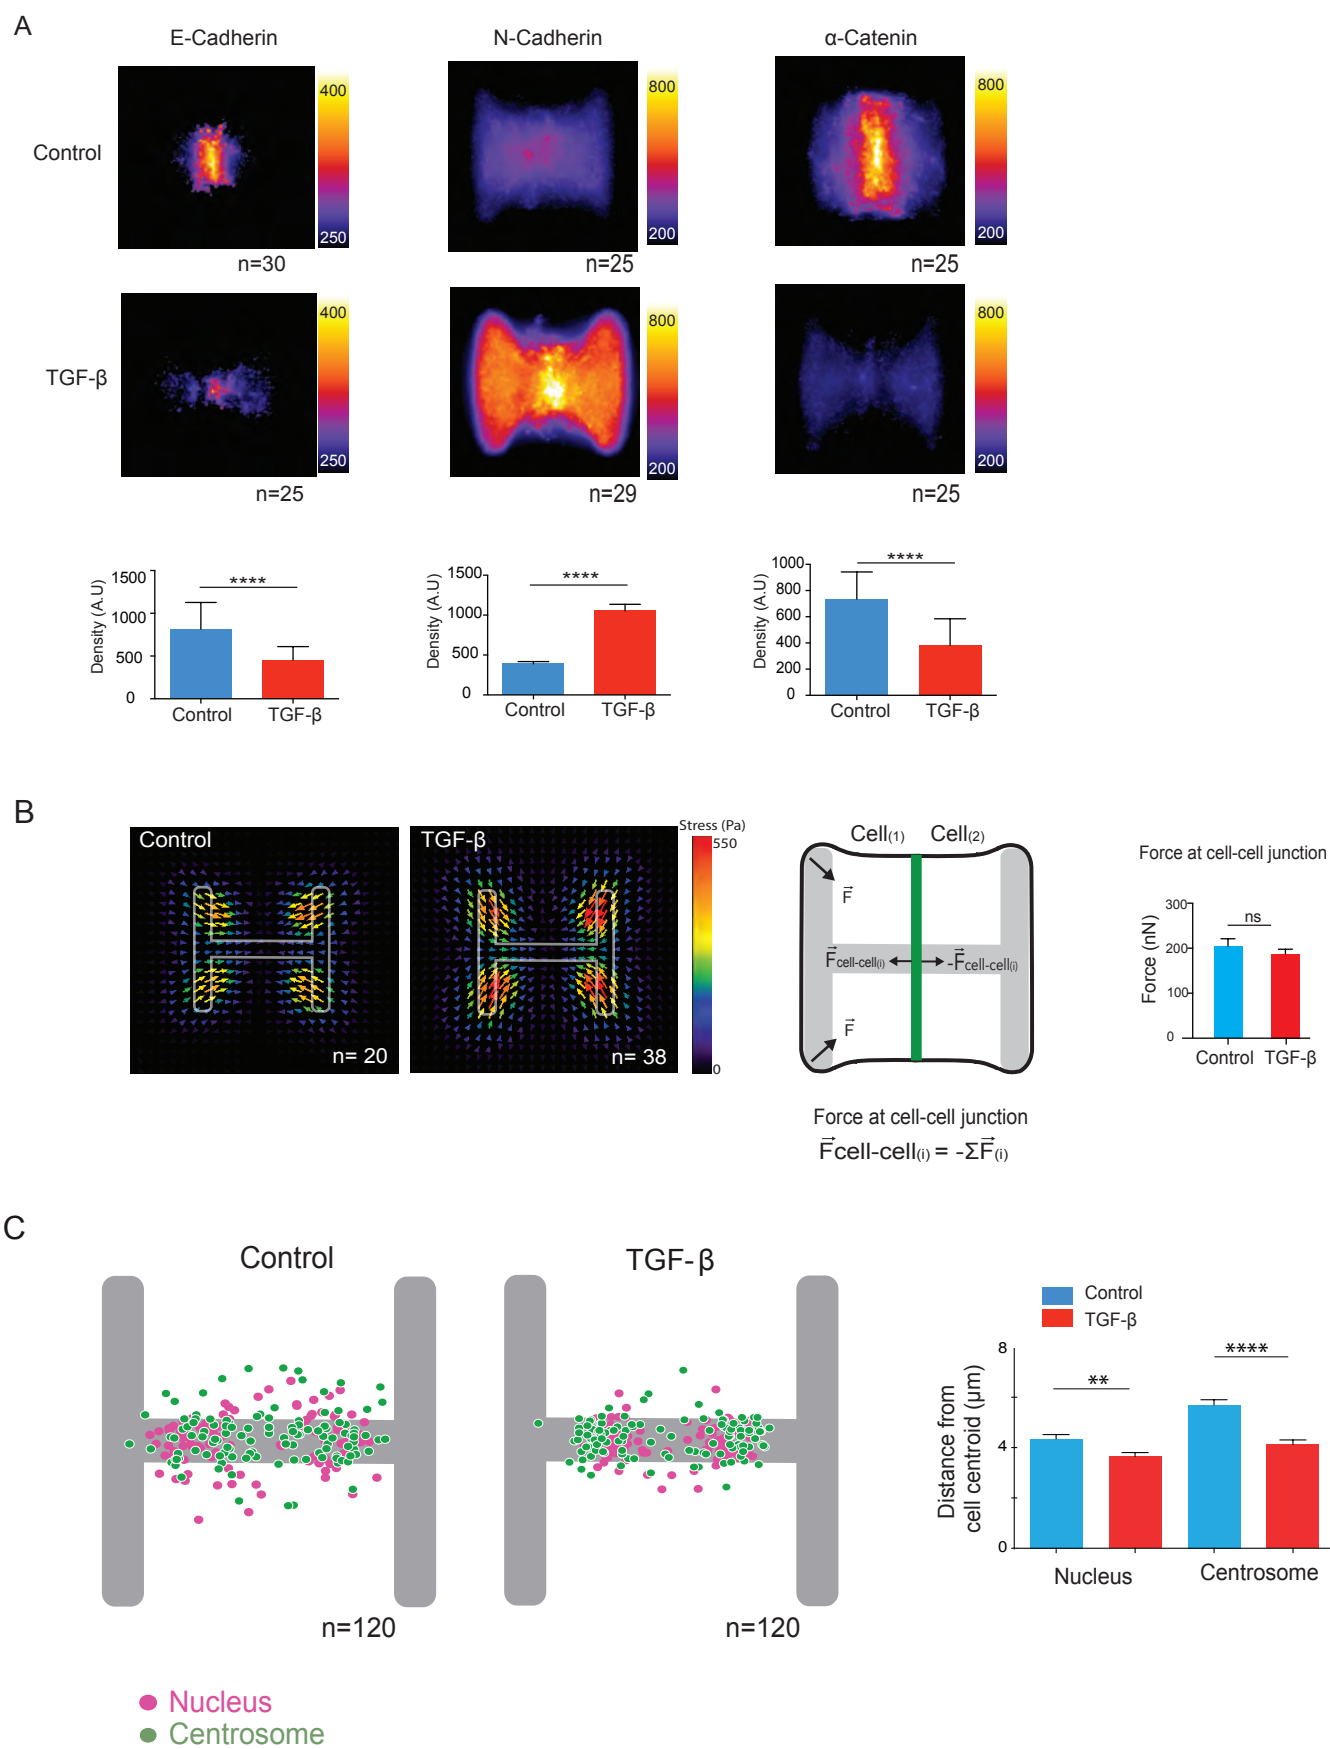 A
E-Cadherin
N-Cadherin
α-Catenin
Control
400
250
n=30
800
200
n=25
800
200
n=25
TGF-β
400
250
n=25
800
200
n=29
800
200
n=25
Density (A.U)
1500
1000
500
0
****
Control
TGF-β
Density (A.U)
1500
1000
500
0
****
Control
TGF-β
Density (A.U)
1000
800
600
400
200
0
****
Control
TGF-β
B
Control
n= 20
TGF-β
n= 38
Stress (Pa)
550
0
Cell(1)
Cell(2)
F
Fcell-cell(i)
-Fcell-cell(i)
F
Force at cell-cell junction
Fcell-cell(i) = -ΣF(i)
Force at cell-cell junction
Force (nN)
300
200
100
0
ns
Control
TGF-β
C
Control
n=120
TGF-β
n=120
Nucleus
Centrosome
Control
TGF-β
Distance from
cell centroid (µm)
8
4
0
**
****
Nucleus
Centrosome